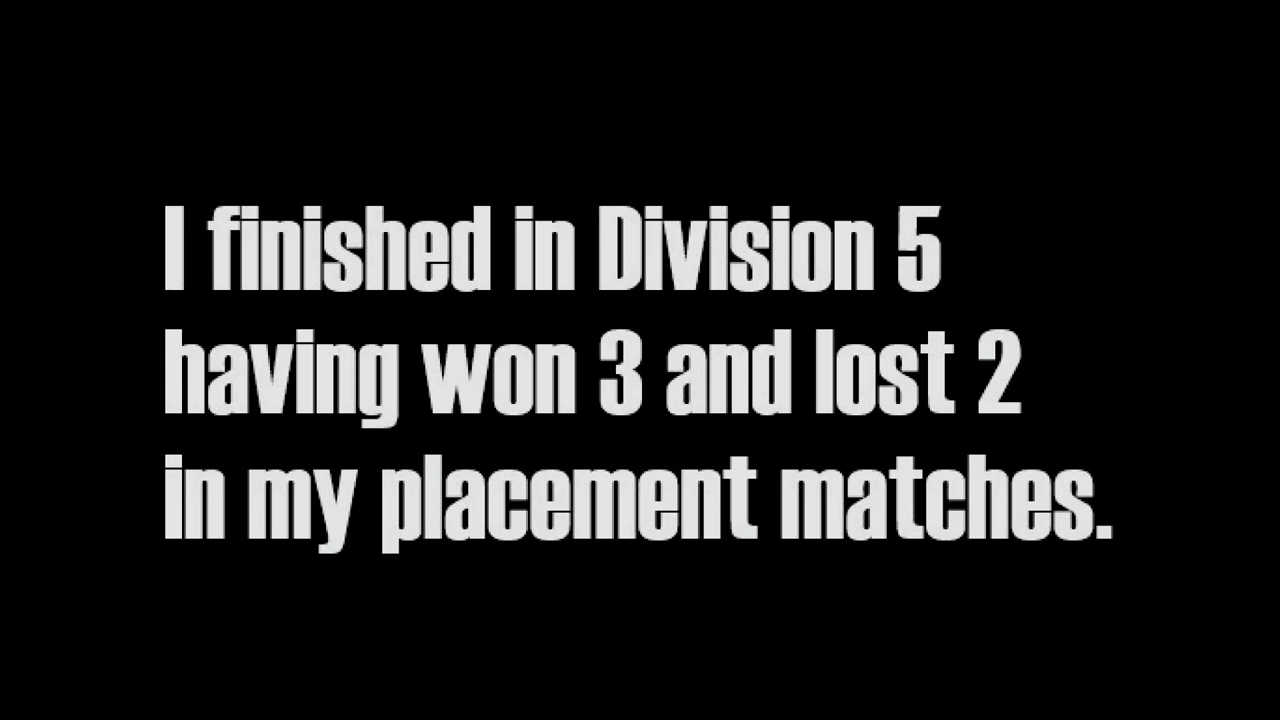 I finished in Division 5
having won 3 and lost 2
in my placement matches.